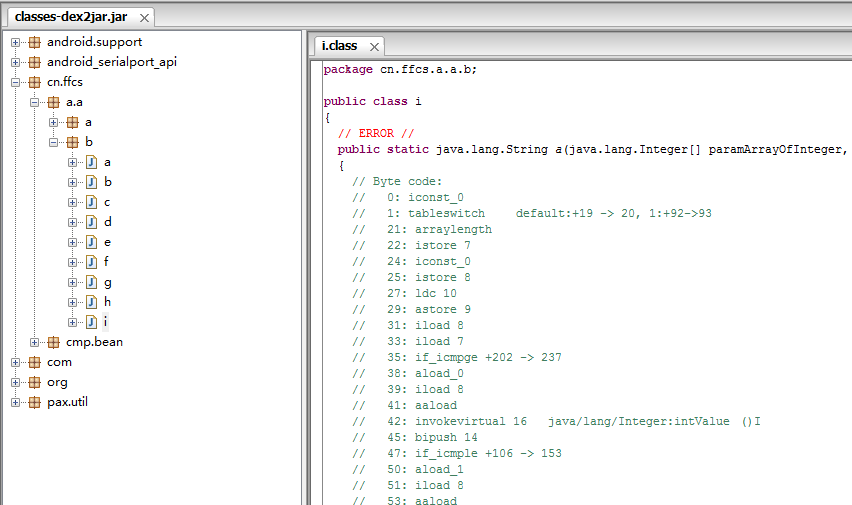 classes-dex2jar.jar
android.support
android_serialport_api
cn.ffcs
a.a
a
b
a
b
c
d
e
f
g
h
i
cmp.bean
com
org
pax.util
i.class
package cn.ffcs.a.a.b;
public class i
{
// ERROR //
public static java.lang.String a(java.lang.Integer[] paramArrayOfInteger,
{
// Byte code:
// 0: iconst_0
// 1: tableswitch default:+19 -> 20, 1:+92->93
// 21: arraylength
// 22: istore 7
// 24: iconst_0
// 25: istore 8
// 27: ldc 10
// 29: astore 9
// 31: iload 8
// 33: iload 7
// 35: if_icmpge +202 -> 237
// 38: aload_0
// 39: iload 8
// 41: aaload
// 42: invokevirtual 16 java/lang/Integer:intValue ()I
// 45: bipush 14
// 47: if_icmple +106 -> 153
// 50: aload_1
// 51: iload 8
// 53: aaload